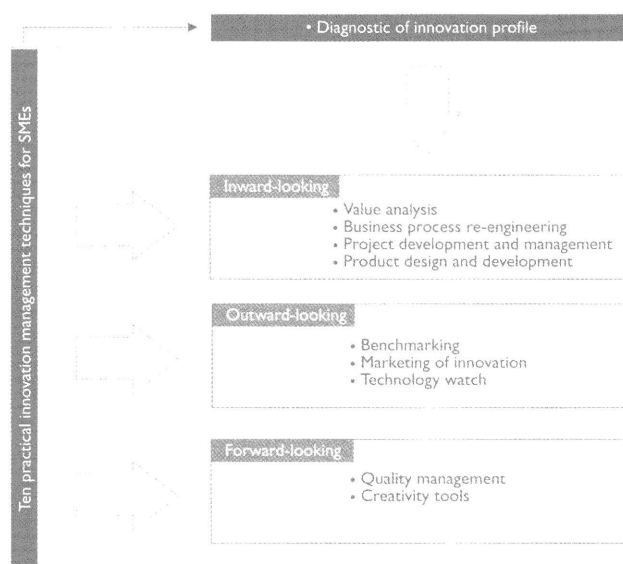 Ten practical innovation management techniques for SMEs
• Diagnostic of innovation profile
Inward-looking
• Value analysis
• Business process re-engineering
• Project development and management
• Product design and development
Outward-looking
• Benchmarking
• Marketing of innovation
• Technology watch
Forward-looking
• Quality management
• Creativity tools